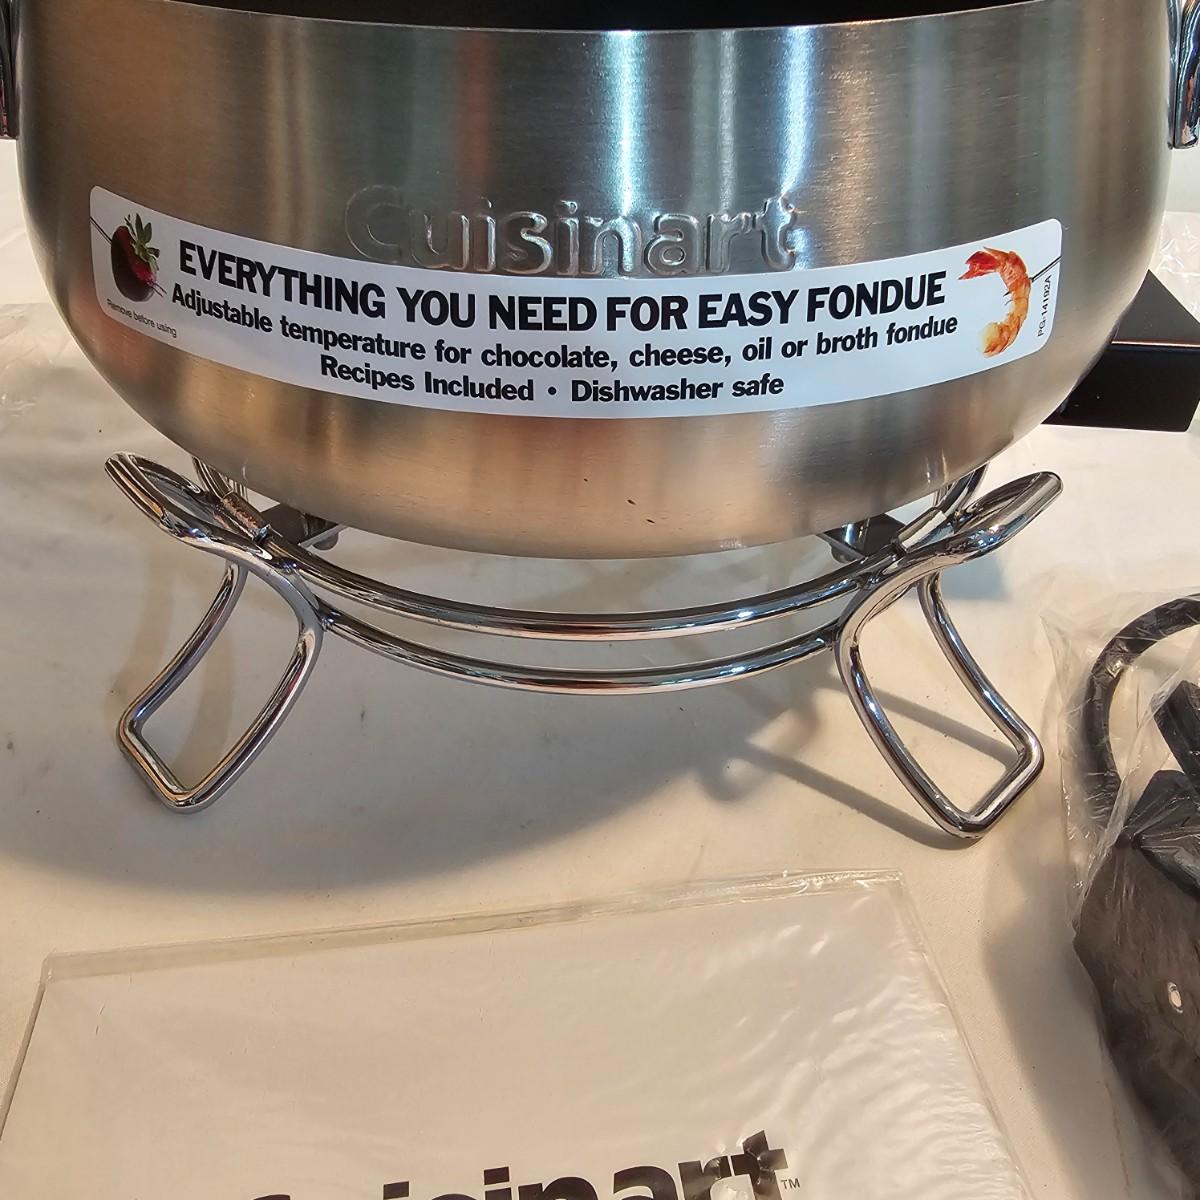 Cuisinart
EVERYTHING YOU NEED FOR EASY FONDUE
Adjustable temperature for chocolate, cheese, oil or broth fondue
Recipes Included • Dishwasher safe
Remove before using
PG-14192A
Cuisinart™